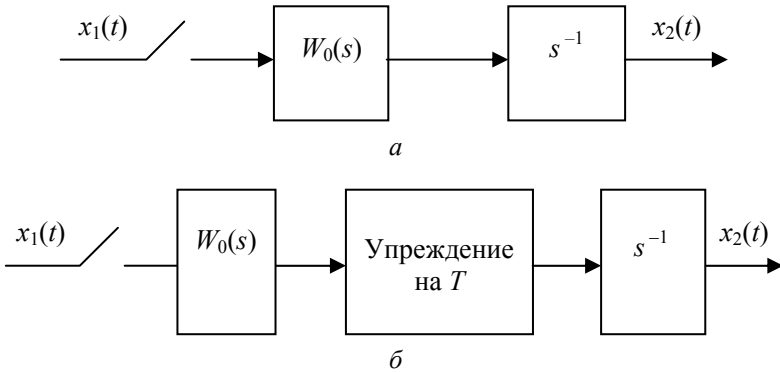 x₁(t) W₀(s) s⁻¹ x₂(t)
а
x₁(t) W₀(s) Упреждение
на T s⁻¹ x₂(t)
б